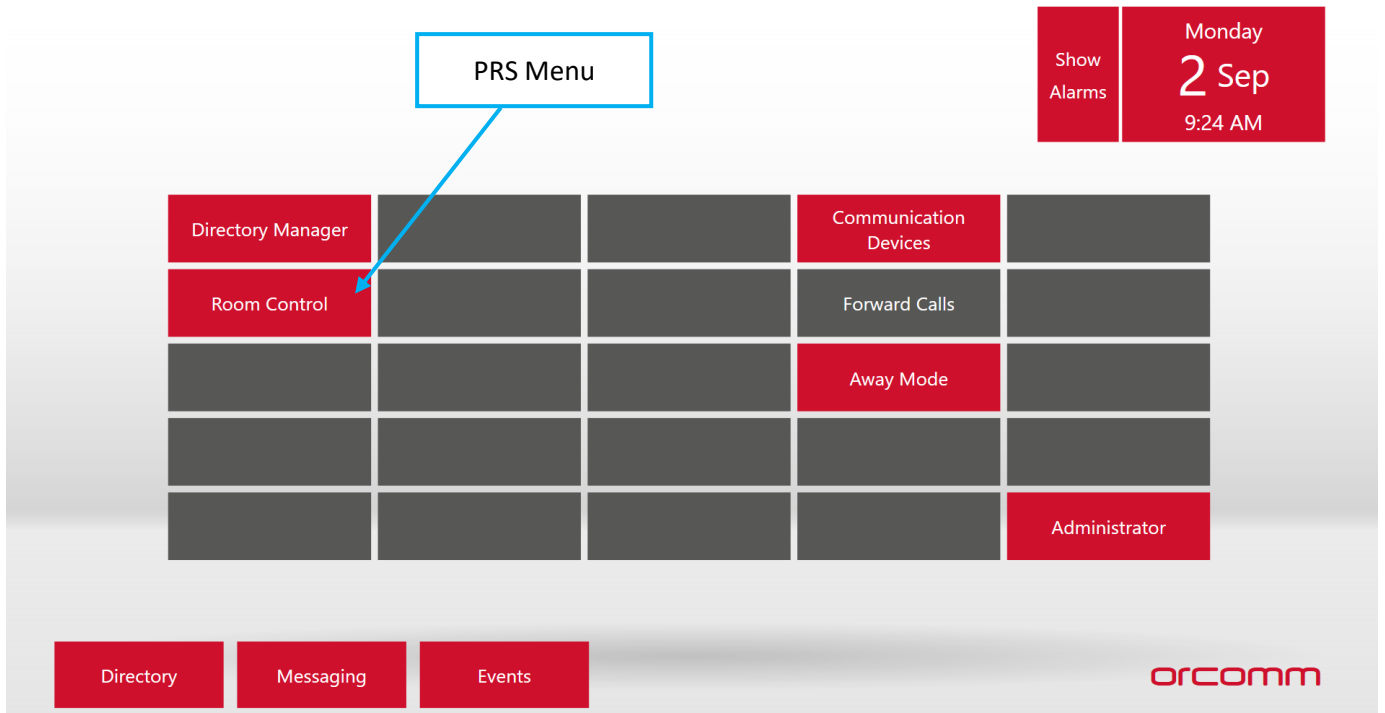 PRS Menu
Show
Alarms
Monday
2 Sep
9:24 AM
Directory Manager
Communication
Devices
Room Control
Forward Calls
Away Mode
Administrator
Directory
Messaging
Events
orcomm